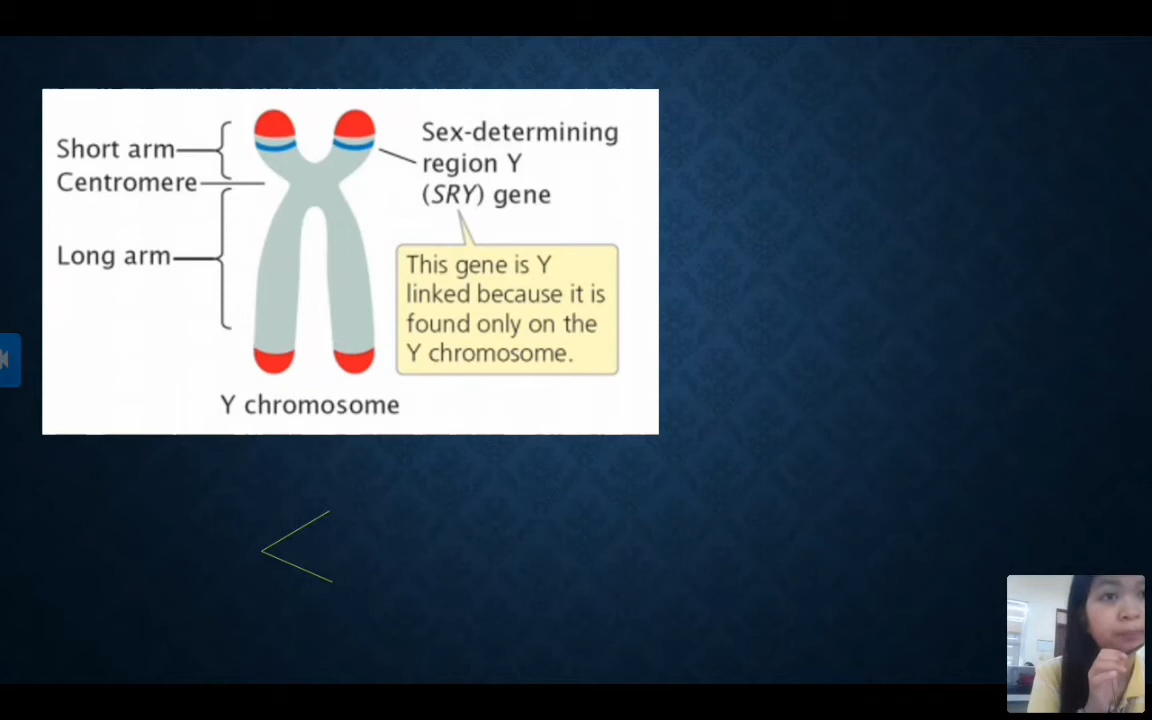 Short arm
Centromere
Long arm
Sex-determining
region Y
(SRY) gene
This gene is Y
linked because it is
found only on the
Y chromosome.
Y chromosome